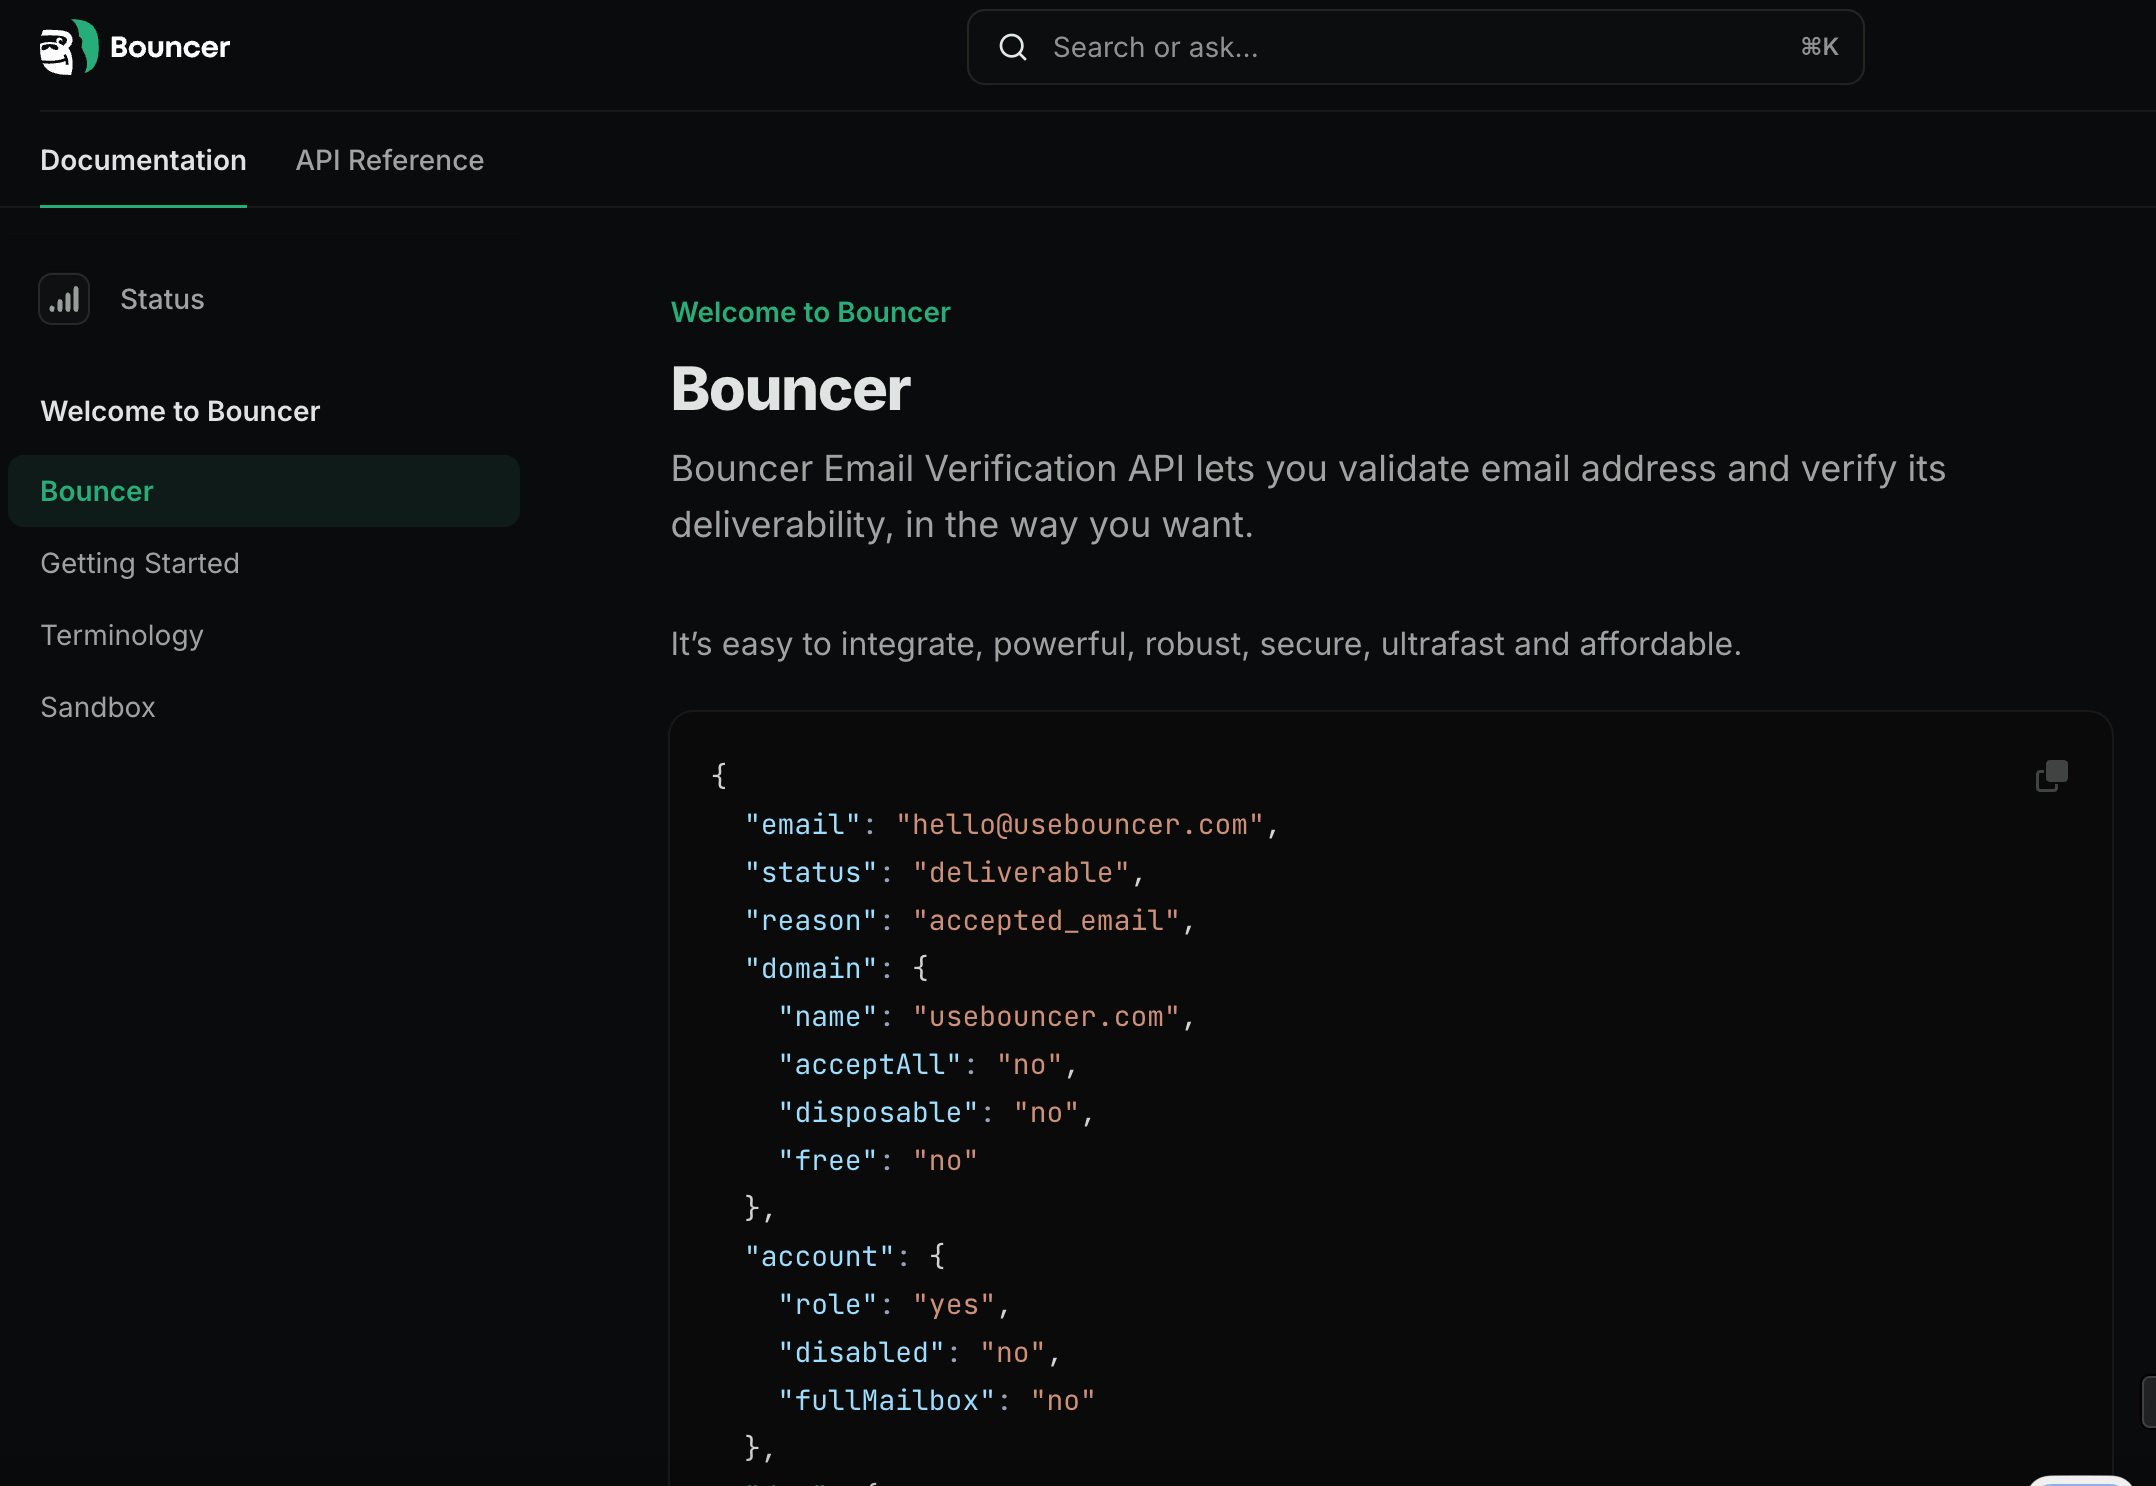 Bouncer
Search or ask...
⌘K
Documentation
API Reference
Status
Welcome to Bouncer
Bouncer
Getting Started
Terminology
Sandbox
Welcome to Bouncer
Bouncer
Bouncer Email Verification API lets you validate email address and verify its
deliverability, in the way you want.
It’s easy to integrate, powerful, robust, secure, ultrafast and affordable.
{
  "email": "hello@usebouncer.com",
  "status": "deliverable",
  "reason": "accepted_email",
  "domain": {
    "name": "usebouncer.com",
    "acceptAll": "no",
    "disposable": "no",
    "free": "no"
  },
  "account": {
    "role": "yes",
    "disabled": "no",
    "fullMailbox": "no"
  },